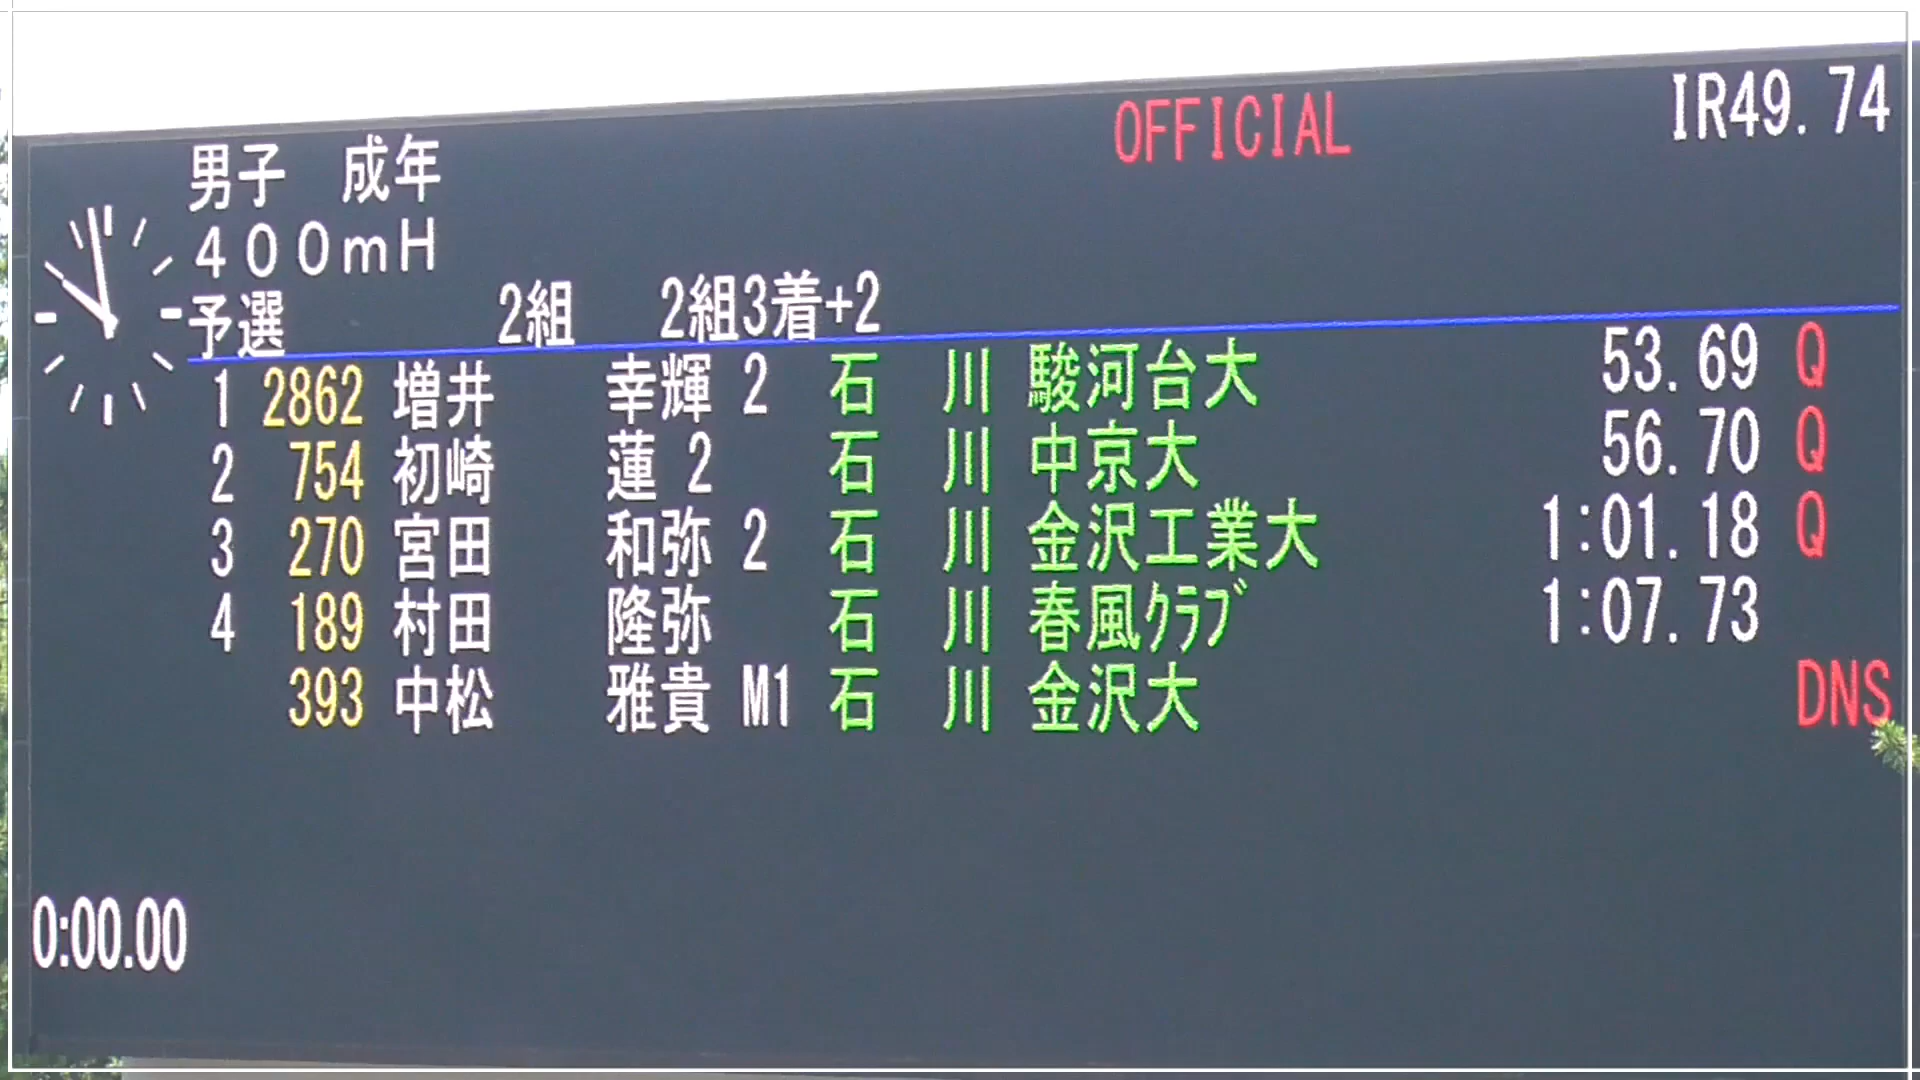 OFFICIAL IR49.74
男子 成年
400mH
予選 2組 2組3着+2
1 2862 増井 幸輝 2 石 川 駿河台大 53.69 Q
2 754 初崎 蓮 2 石 川 中京大 56.70 Q
3 270 宮田 和弥 2 石 川 金沢工業大 1:01.18 Q
4 189 村田 隆弥 石 川 春風ｸﾗﾌﾞ 1:07.73
393 中松 雅貴 M1 石 川 金沢大 DNS
0:00.00